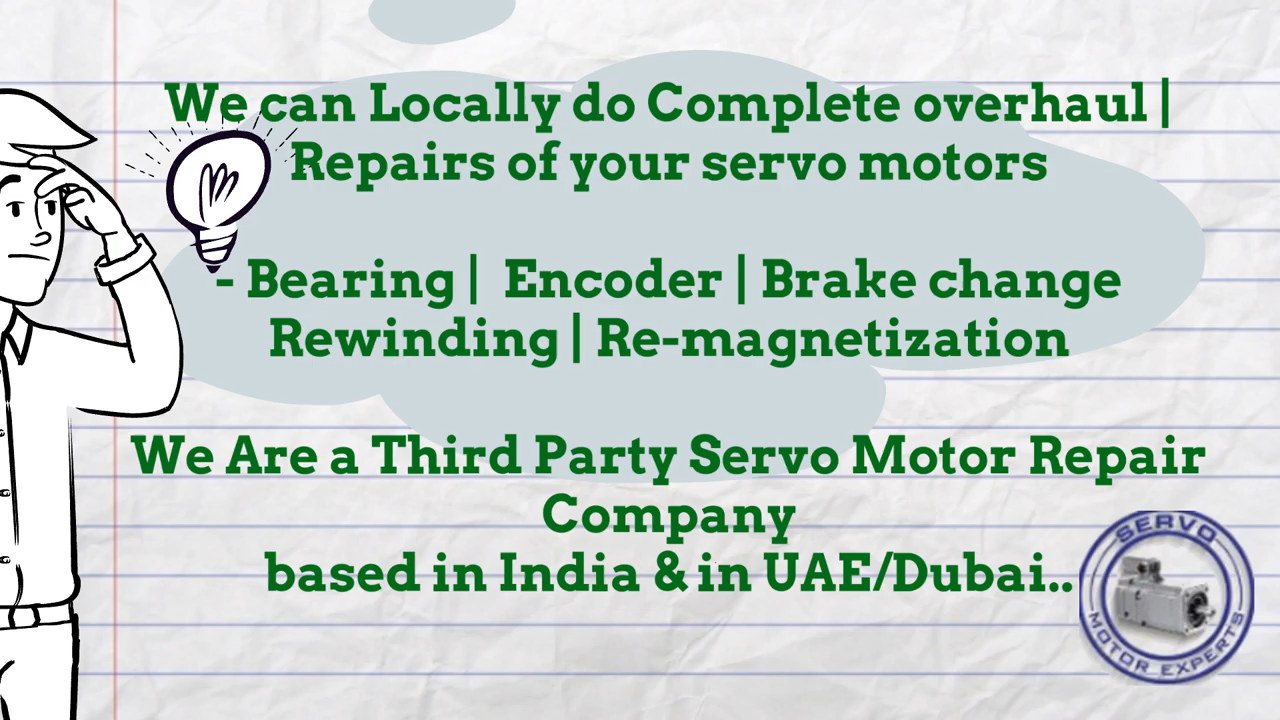 We can Locally do Complete overhaul |
Repairs of your servo motors
- Bearing | Encoder | Brake change
Rewinding | Re-magnetization
We Are a Third Party Servo Motor Repair
Company
based in India & in UAE/Dubai..
SERVO
MOTOR EXPERTS